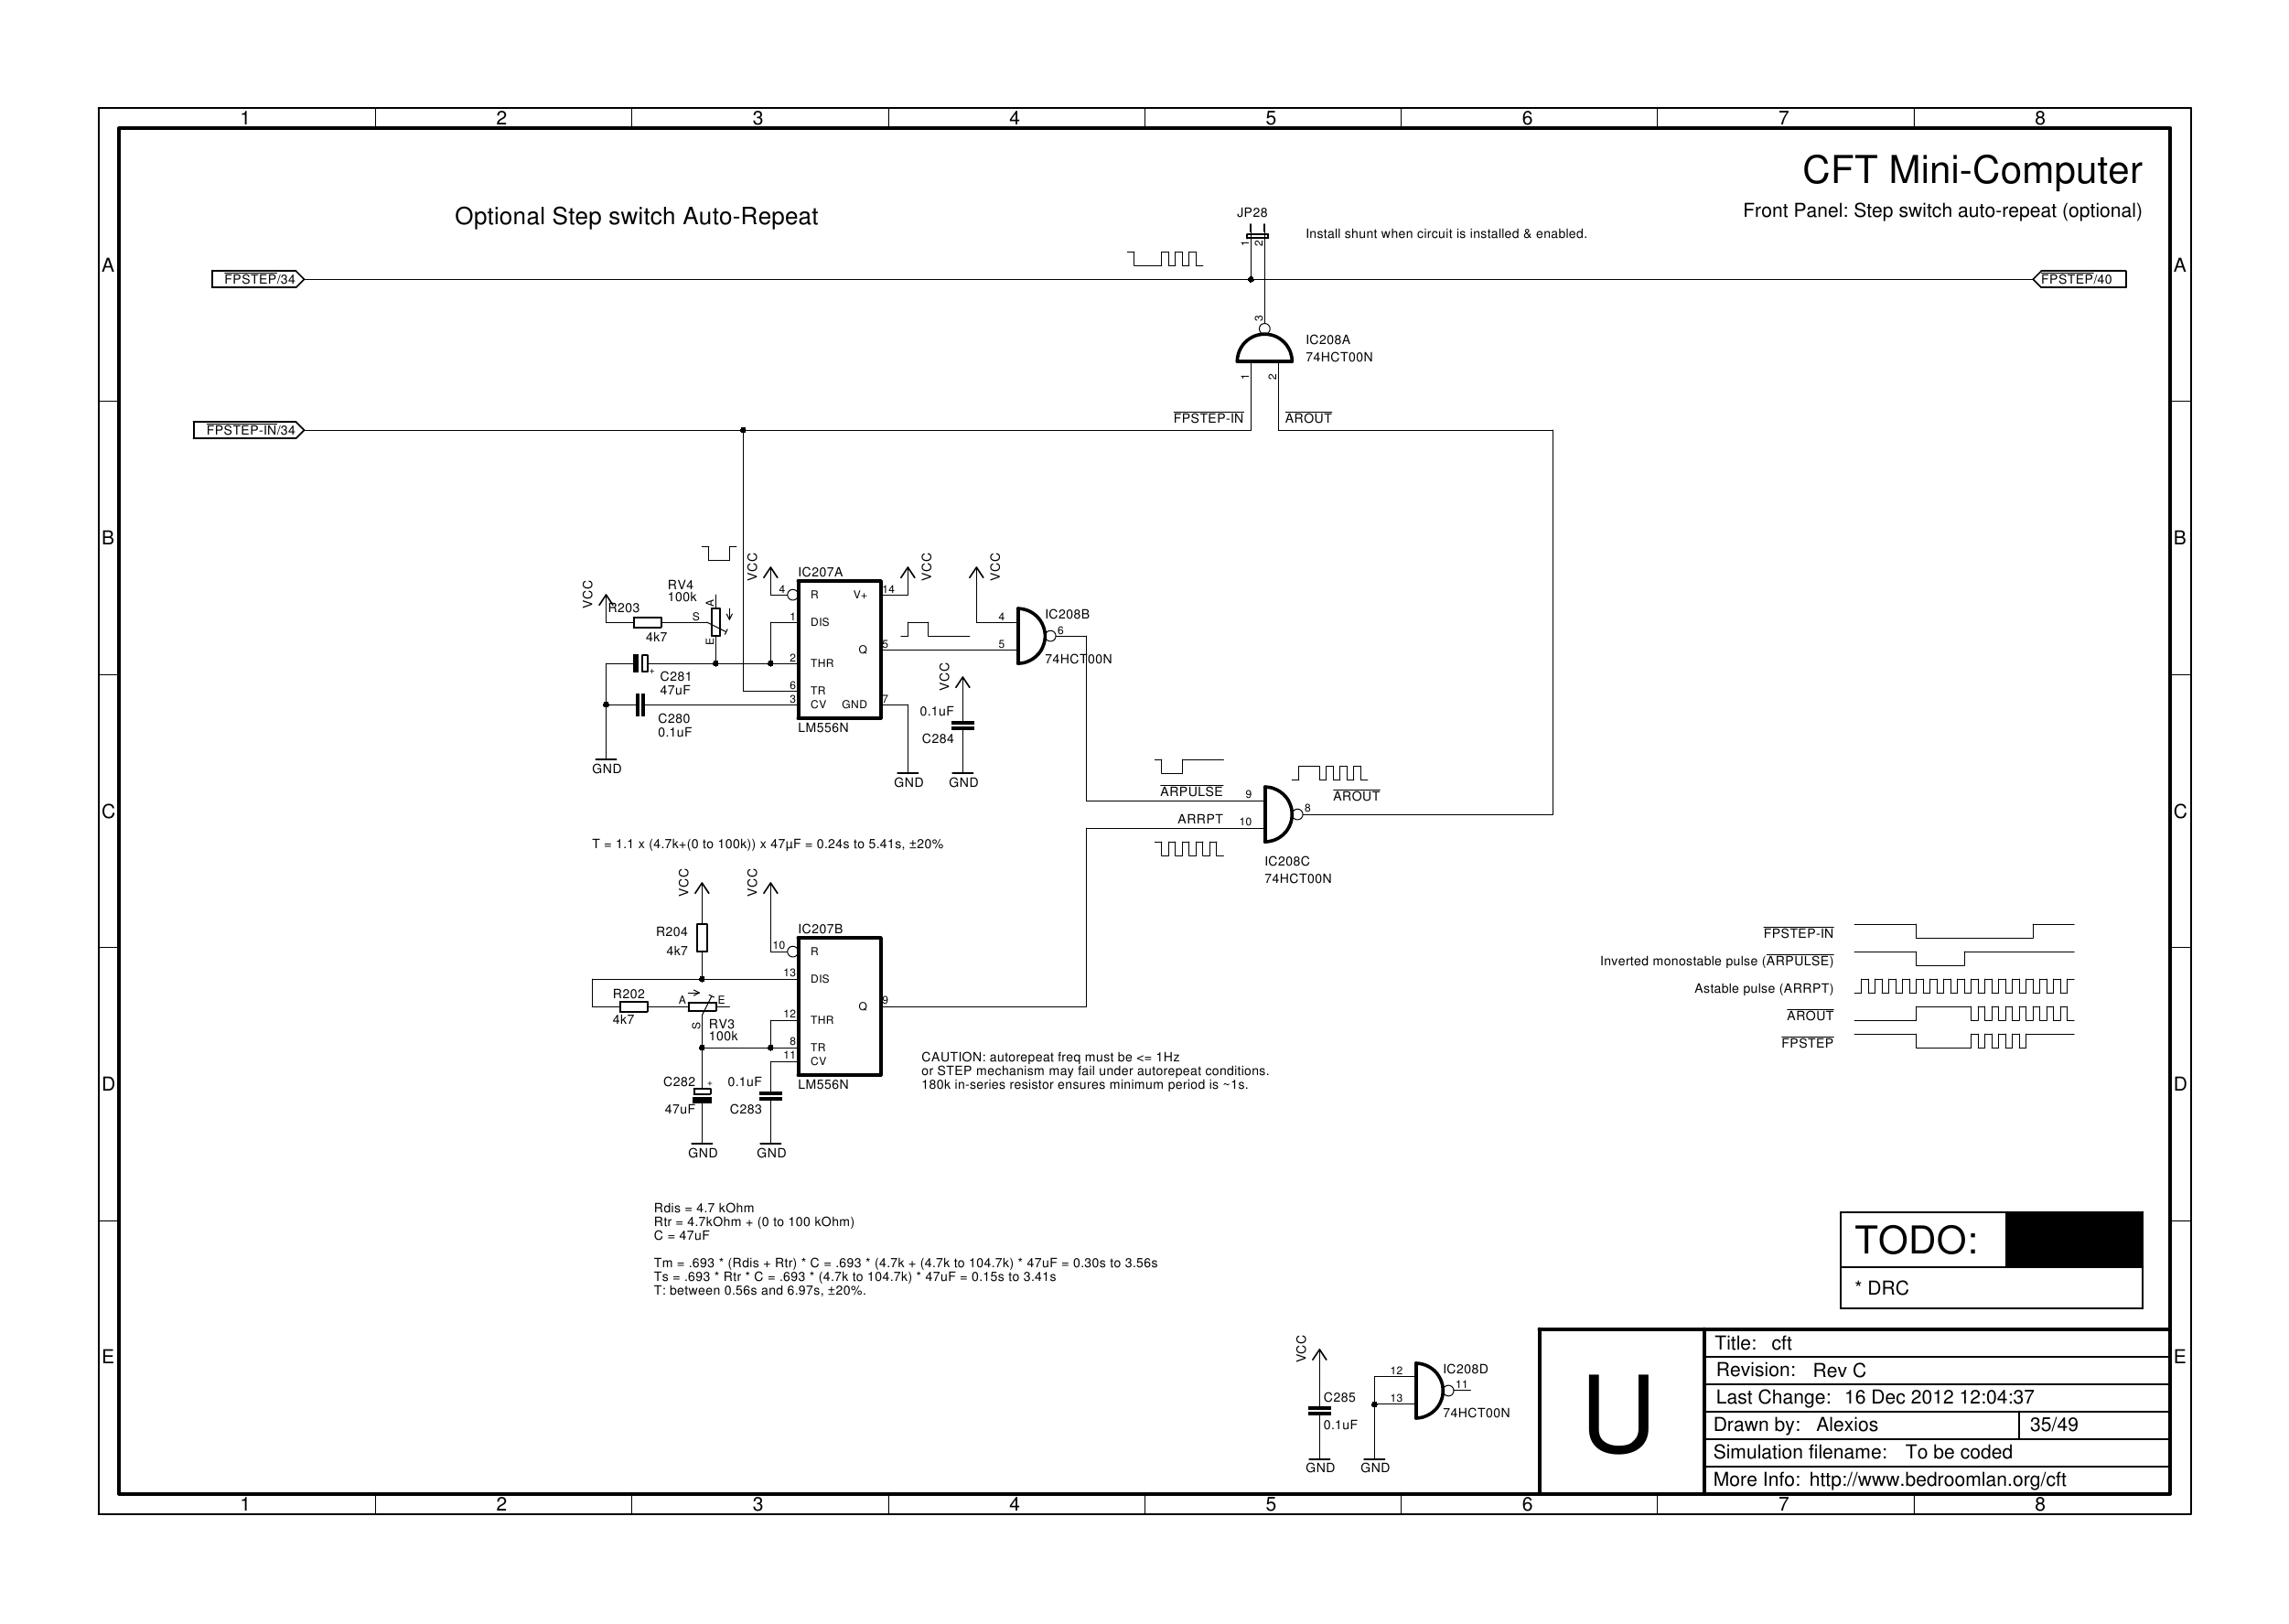 1 2 3 4 5 6 7 8
CFT Mini-Computer
Front Panel: Step switch auto-repeat (optional)
Optional Step switch Auto-Repeat
JP28
1 2
Install shunt when circuit is installed & enabled.
A A
FPSTEP/34
FPSTEP/40
3
IC208A
74HCT00N
1 2
FPSTEP-IN AROUT
FPSTEP-IN/34
B B
VCC
R203
4k7
RV4
100k
A
S
E
C281
47uF
+
C280
0.1uF
GND
VCC
IC207A
4 R V+ 14
VCC
1 DIS
Q 5
2 THR
6 TR
3 CV GND 7
LM556N
GND
VCC
4
5
IC208B
6
74HCT00N
VCC
0.1uF
C284
GND
C C
ARPULSE 9
ARRPT 10
8
AROUT
IC208C
74HCT00N
T = 1.1 x (4.7k+(0 to 100k)) x 47µF = 0.24s to 5.41s, ±20%
VCC
VCC
R204
4k7
IC207B
10 R
13 DIS
Q 9
12 THR
8 TR
11 CV
LM556N
R202
4k7
A E
S
RV3
100k
C282 +
47uF
0.1uF
C283
GND
GND
CAUTION: autorepeat freq must be <= 1Hz
or STEP mechanism may fail under autorepeat conditions.
180k in-series resistor ensures minimum period is ~1s.
FPSTEP-IN
Inverted monostable pulse (ARPULSE)
Astable pulse (ARRPT)
AROUT
FPSTEP
D D
Rdis = 4.7 kOhm
Rtr = 4.7kOhm + (0 to 100 kOhm)
C = 47uF
Tm = .693 * (Rdis + Rtr) * C = .693 * (4.7k + (4.7k to 104.7k) * 47uF = 0.30s to 3.56s
Ts = .693 * Rtr * C = .693 * (4.7k to 104.7k) * 47uF = 0.15s to 3.41s
T: between 0.56s and 6.97s, ±20%.
TODO:
* DRC
E E
VCC
C285
0.1uF
GND
12
13
IC208D
11
74HCT00N
GND
U
Title: cft
Revision: Rev C
Last Change: 16 Dec 2012 12:04:37
Drawn by: Alexios 35/49
Simulation filename: To be coded
More Info: http://www.bedroomlan.org/cft
1 2 3 4 5 6 7 8